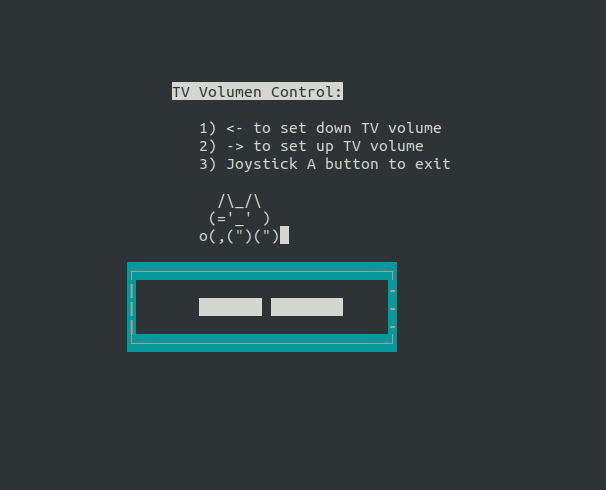 TV Volumen Control:
1) <- to set down TV volume
2) -> to set up TV volume
3) Joystick A button to exit
/\_/\
(='_' )
o(,(")(")